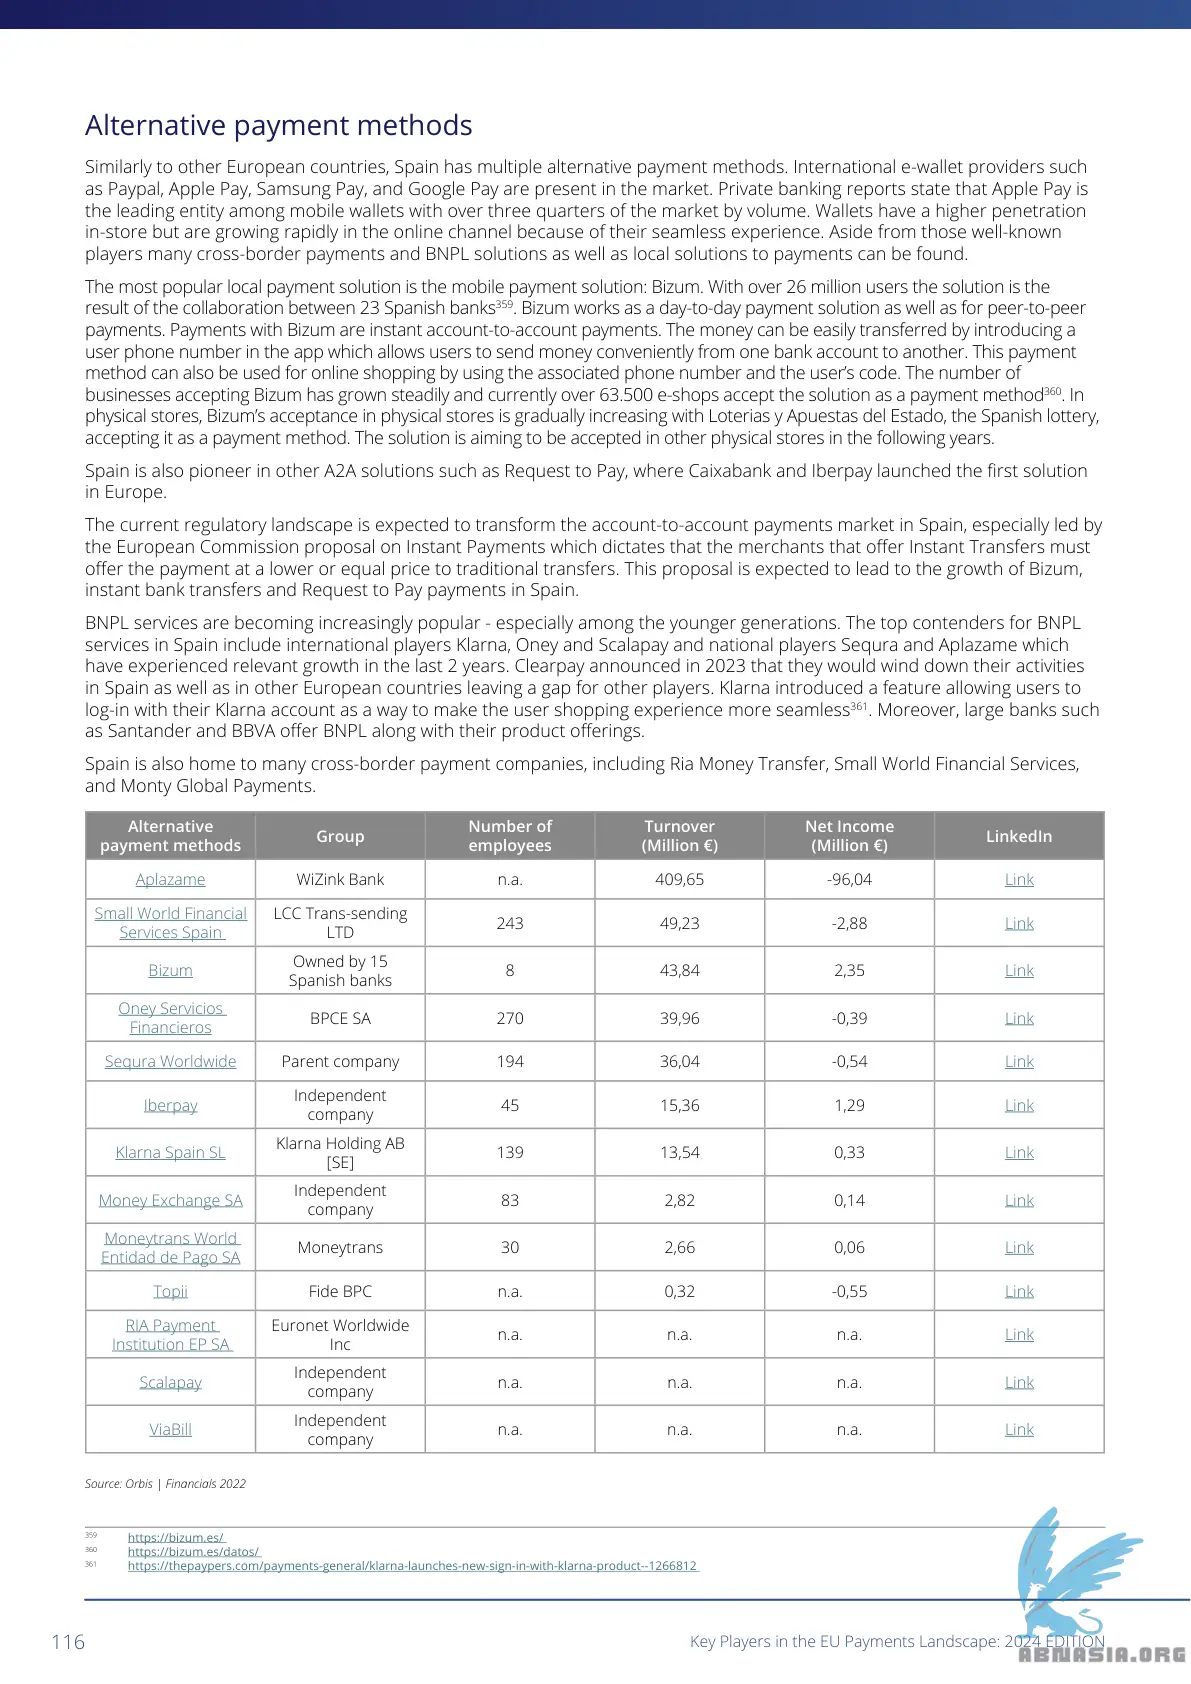 Alternative payment methods
Similarly to other European countries, Spain has multiple alternative payment methods. International e-wallet providers such
as Paypal, Apple Pay, Samsung Pay, and Google Pay are present in the market. Private banking reports state that Apple Pay is
the leading entity among mobile wallets with over three quarters of the market by volume. Wallets have a higher penetration
in-store but are growing rapidly in the online channel because of their seamless experience. Aside from those well-known
players many cross-border payments and BNPL solutions as well as local solutions to payments can be found.
The most popular local payment solution is the mobile payment solution: Bizum. With over 26 million users the solution is the
result of the collaboration between 23 Spanish banks359. Bizum works as a day-to-day payment solution as well as for peer-to-peer
payments. Payments with Bizum are instant account-to-account payments. The money can be easily transferred by introducing a
user phone number in the app which allows users to send money conveniently from one bank account to another. This payment
method can also be used for online shopping by using the associated phone number and the user's code. The number of
businesses accepting Bizum has grown steadily and currently over 63.500 e-shops accept the solution as a payment method360. In
physical stores, Bizum's acceptance in physical stores is gradually increasing with Loterias y Apuestas del Estado, the Spanish lottery,
accepting it as a payment method. The solution is aiming to be accepted in other physical stores in the following years.
Spain is also pioneer in other A2A solutions such as Request to Pay, where Caixabank and Iberpay launched the first solution
in Europe.
The current regulatory landscape is expected to transform the account-to-account payments market in Spain, especially led by
the European Commission proposal on Instant Payments which dictates that the merchants that offer Instant Transfers must
offer the payment at a lower or equal price to traditional transfers. This proposal is expected to lead to the growth of Bizum,
instant bank transfers and Request to Pay payments in Spain.
BNPL services are becoming increasingly popular - especially among the younger generations. The top contenders for BNPL
services in Spain include international players Klarna, Oney and Scalapay and national players Sequra and Aplazame which
have experienced relevant growth in the last 2 years. Clearpay announced in 2023 that they would wind down their activities
in Spain as well as in other European countries leaving a gap for other players. Klarna introduced a feature allowing users to
log-in with their Klarna account as a way to make the user shopping experience more seamless361. Moreover, large banks such
as Santander and BBVA offer BNPL along with their product offerings.
Spain is also home to many cross-border payment companies, including Ria Money Transfer, Small World Financial Services,
and Monty Global Payments.
Alternative payment methods | Group | Number of employees | Turnover (Million €) | Net Income (Million €) | LinkedIn
Aplazame | WiZink Bank | n.a. | 409,65 | -96,04 | Link
Small World Financial Services Spain | LCC Trans-sending LTD | 243 | 49,23 | -2,88 | Link
Bizum | Owned by 15 Spanish banks | 8 | 43,84 | 2,35 | Link
Oney Servicios Financieros | BPCE SA | 270 | 39,96 | -0,39 | Link
Sequra Worldwide | Parent company | 194 | 36,04 | -0,54 | Link
Iberpay | Independent company | 45 | 15,36 | 1,29 | Link
Klarna Spain SL | Klarna Holding AB [SE] | 139 | 13,54 | 0,33 | Link
Money Exchange SA | Independent company | 83 | 2,82 | 0,14 | Link
Moneytrans World Entidad de Pago SA | Moneytrans | 30 | 2,66 | 0,06 | Link
Topii | Fide BPC | n.a. | 0,32 | -0,55 | Link
RIA Payment Institution EP SA | Euronet Worldwide Inc | n.a. | n.a. | n.a. | Link
Scalapay | Independent company | n.a. | n.a. | n.a. | Link
ViaBill | Independent company | n.a. | n.a. | n.a. | Link
Source: Orbis | Financials 2022
359 https://bizum.es/
360 https://bizum.es/datos/
361 https://thepaypers.com/payments-general/klarna-launches-new-sign-in-with-klarna-product--1266812
116
Key Players in the EU Payments Landscape: 2024 EDITION
ABNASIA.ORG